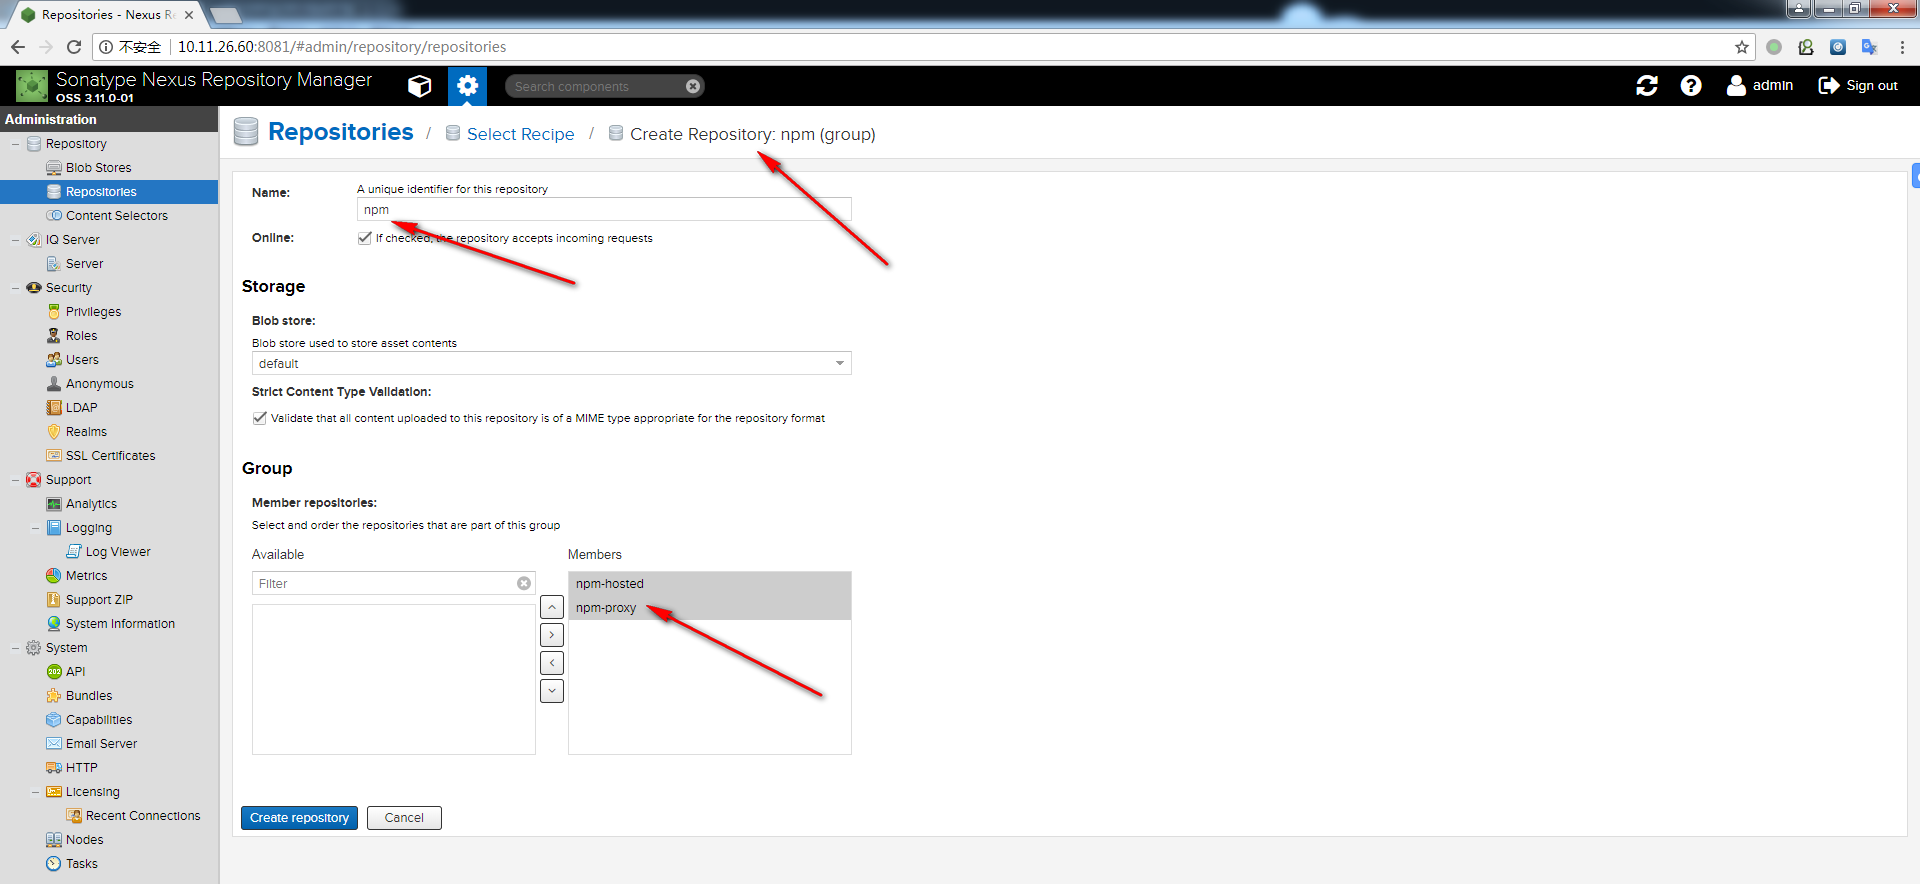 Repositories - Nexus Re
不安全
10.11.26.60:8081/#admin/repository/repositories
Sonatype Nexus Repository Manager
OSS 3.11.0-01
Search components
admin
Sign out
Administration
Repository
Blob Stores
Repositories
Content Selectors
IQ Server
Server
Security
Privileges
Roles
Users
Anonymous
LDAP
Realms
SSL Certificates
Support
Analytics
Logging
Log Viewer
Metrics
Support ZIP
System Information
System
API
Bundles
Capabilities
Email Server
HTTP
Licensing
Recent Connections
Nodes
Tasks
Repositories / Select Recipe / Create Repository: npm (group)
Name:
A unique identifier for this repository
npm
Online:
If checked, the repository accepts incoming requests
Storage
Blob store:
Blob store used to store asset contents
default
Strict Content Type Validation:
Validate that all content uploaded to this repository is of a MIME type appropriate for the repository format
Group
Member repositories:
Select and order the repositories that are part of this group
Available
Members
Filter
npm-hosted
npm-proxy
Create repository
Cancel